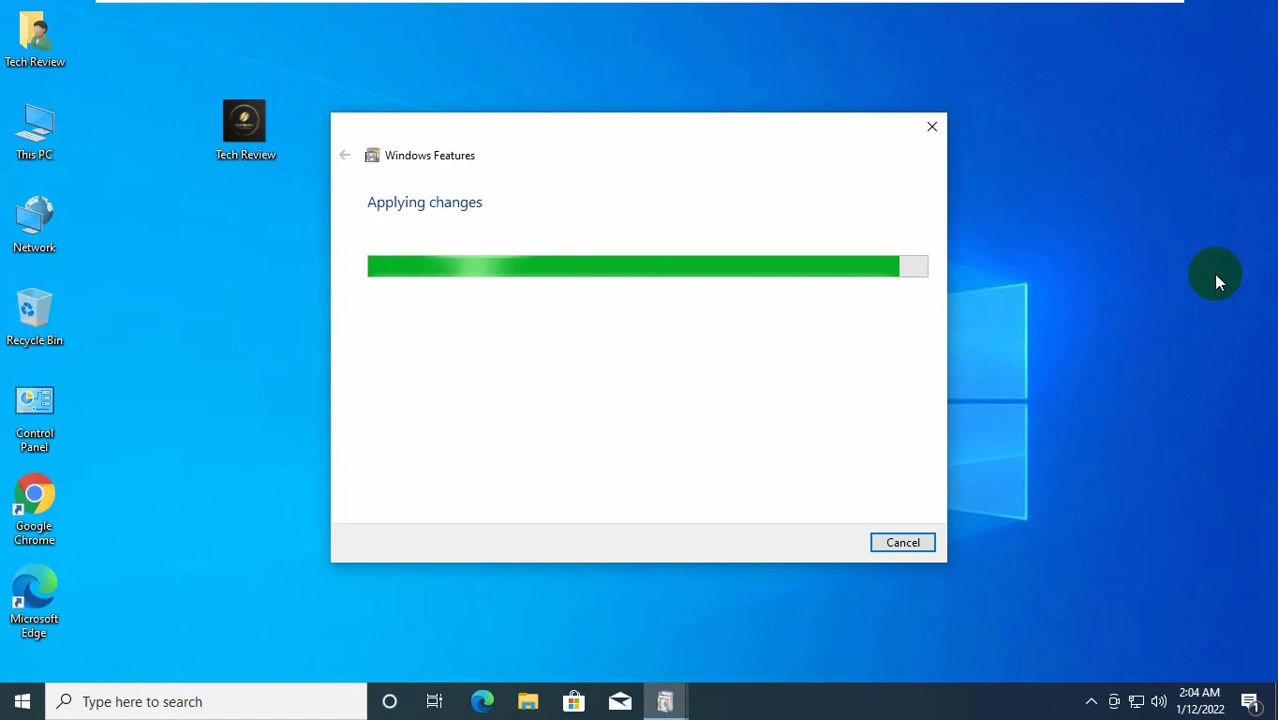 Tech Review
This PC
Network
Recycle Bin
Control
Panel
Google
Chrome
Microsoft
Edge
Tech Review
Windows Features
Applying changes
Cancel
Type here to search
2:04 AM
1/12/2022
1